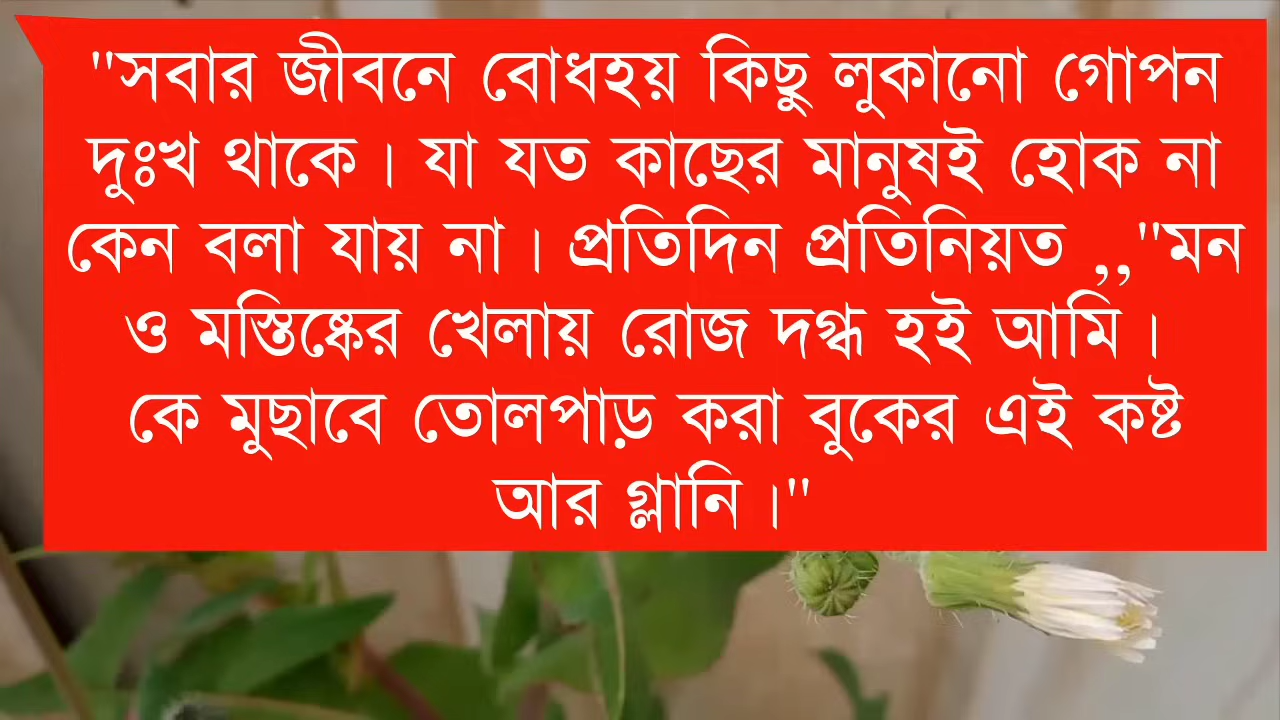 "সবার জীবনে বোধহয় কিছু লুকানো গোপন
দুঃখ থাকে। যা যত কাছের মানুষই হোক না
কেন বলা যায় না। প্রতিদিন প্রতিনিয়ত ,,"মন
ও মস্তিষ্কের খেলায় রোজ দগ্ধ হই আমি।
কে মুছাবে তোলপাড় করা বুকের এই কষ্ট
আর গ্লানি।"